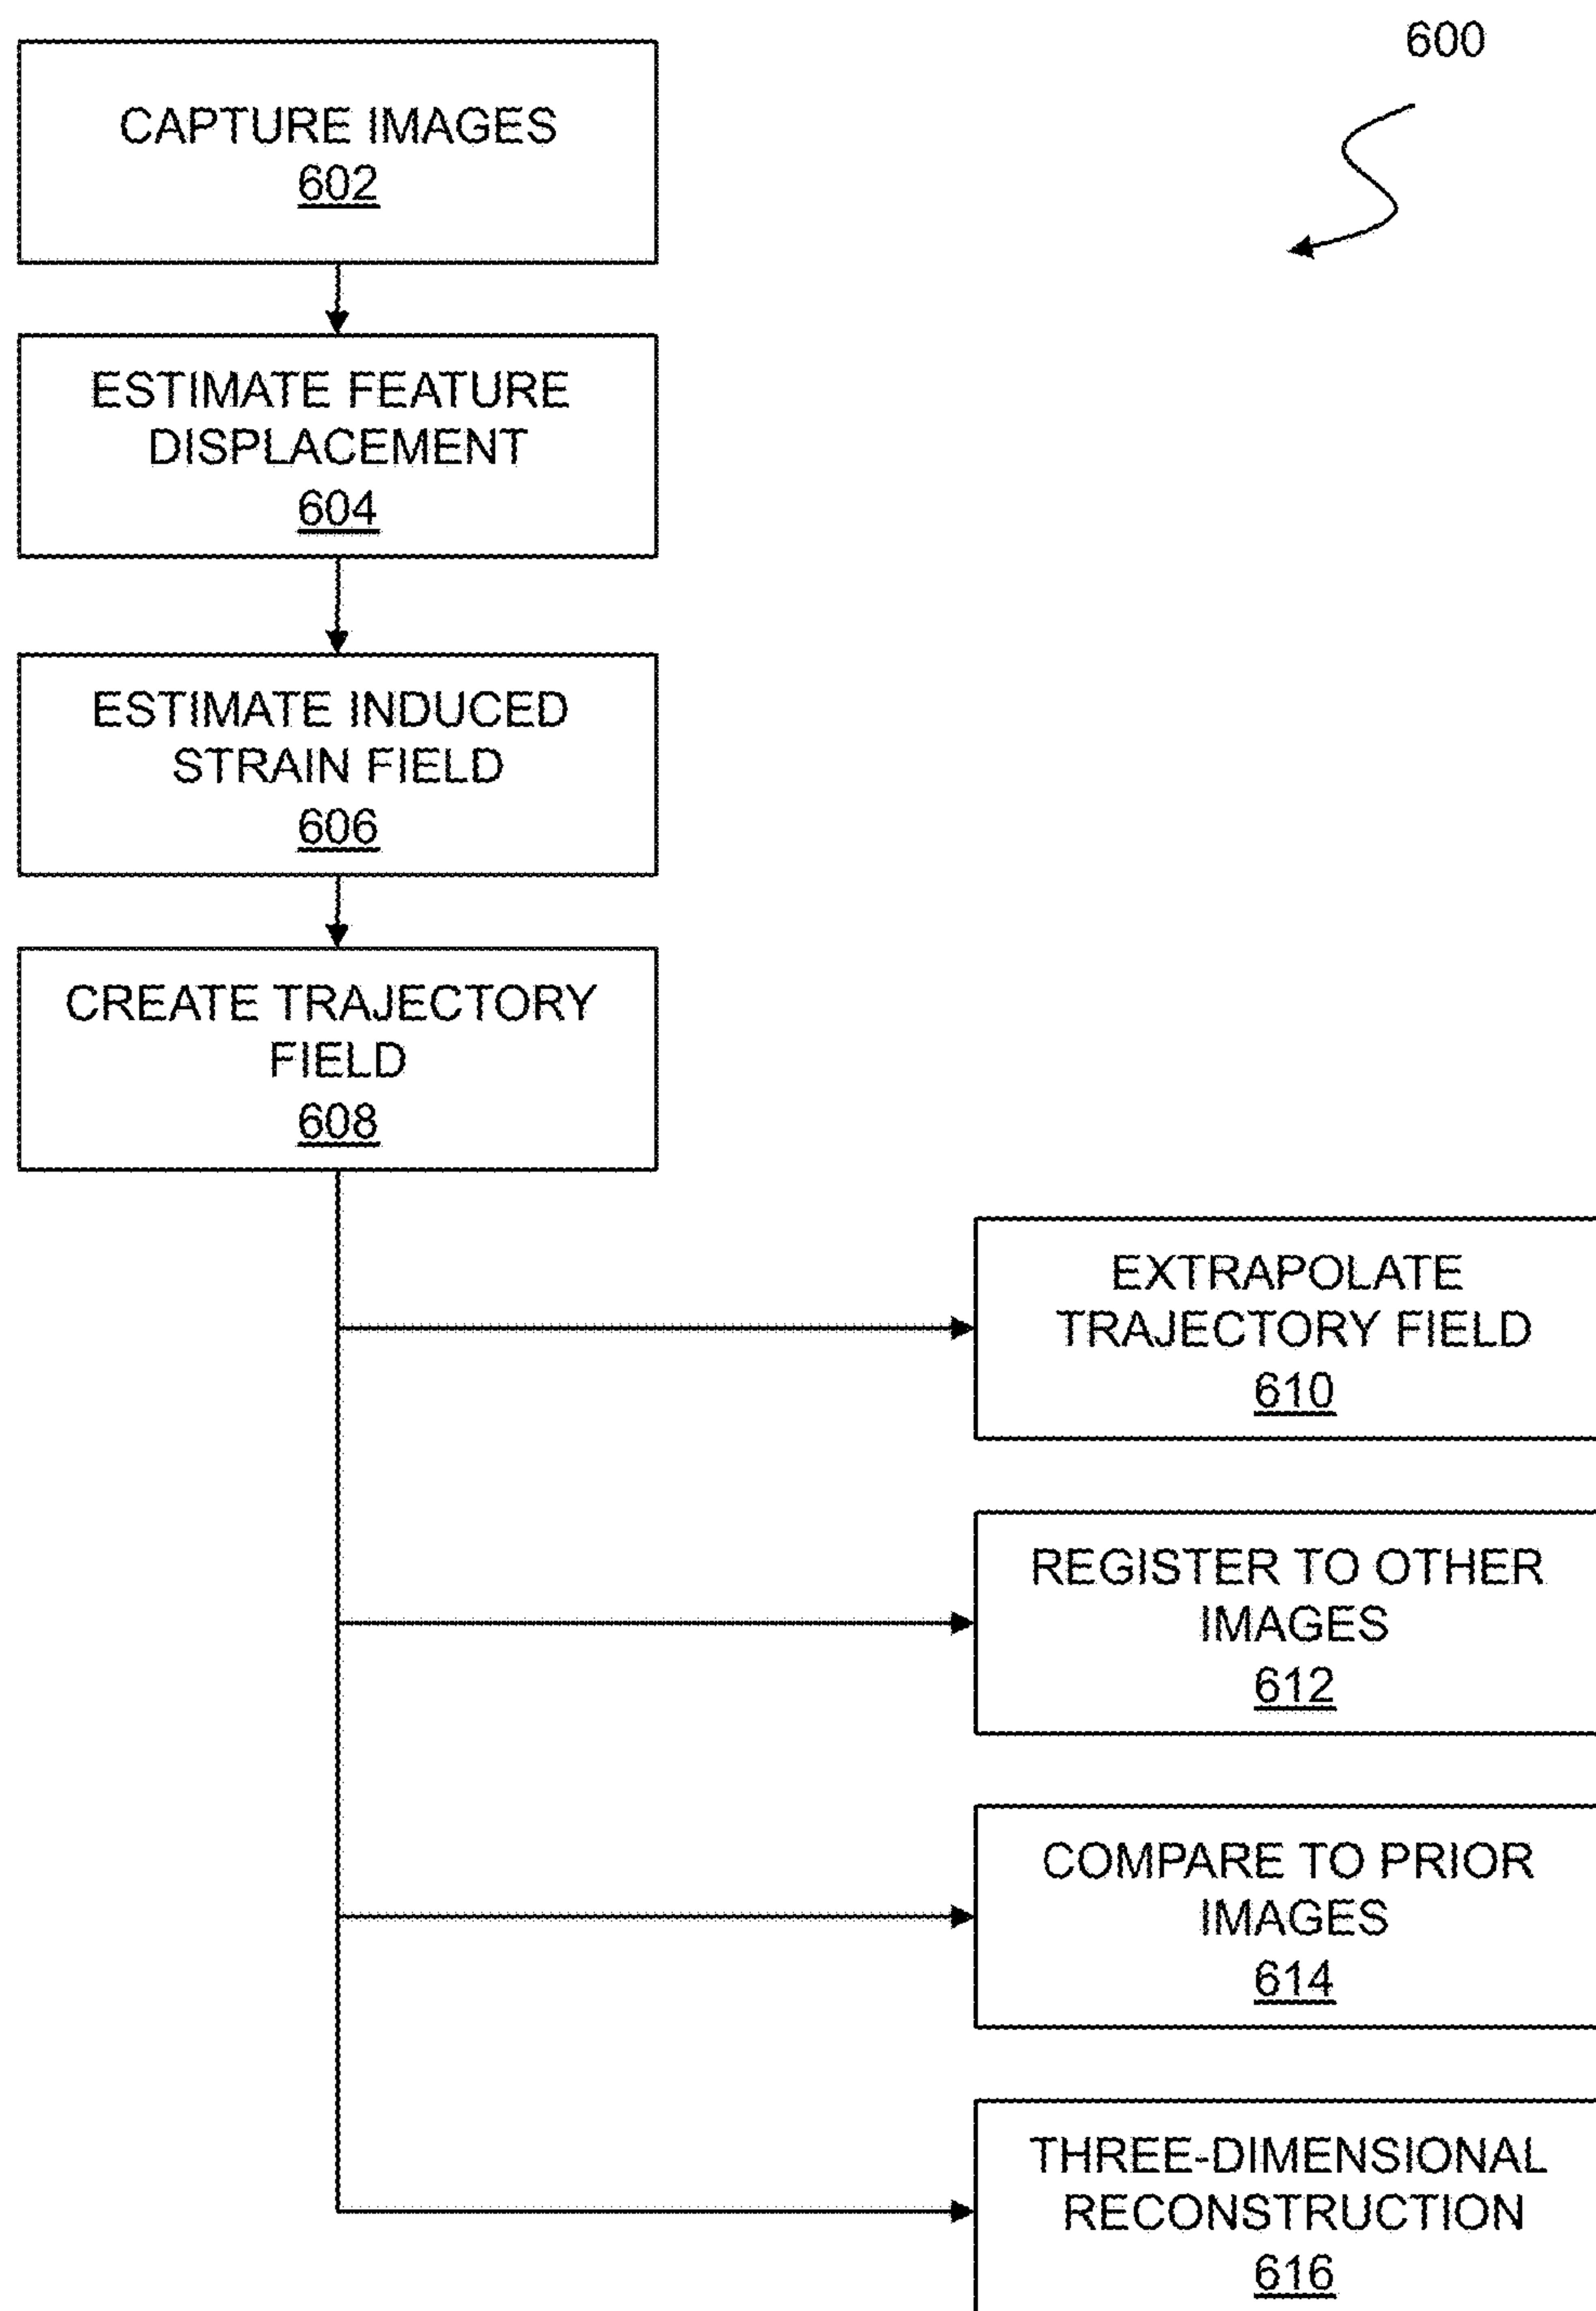 600
CAPTURE IMAGES
602
ESTIMATE FEATURE
DISPLACEMENT
604
ESTIMATE INDUCED
STRAIN FIELD
606
CREATE TRAJECTORY
FIELD
608
EXTRAPOLATE
TRAJECTORY FIELD
610
REGISTER TO OTHER
IMAGES
612
COMPARE TO PRIOR
IMAGES
614
THREE-DIMENSIONAL
RECONSTRUCTION
616